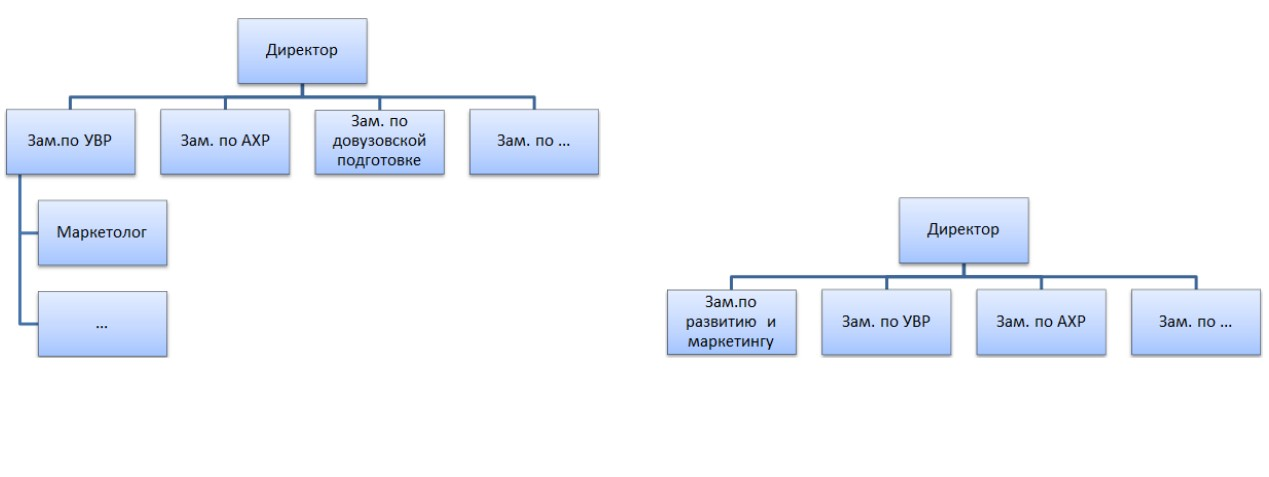 Директор
Зам.по УВР
Зам. по АХР
Зам. по
довузовской
подготовке
Зам. по ...
Маркетолог
...
Директор
Зам.по
развитию и
маркетингу
Зам. по УВР
Зам. по АХР
Зам. по ...